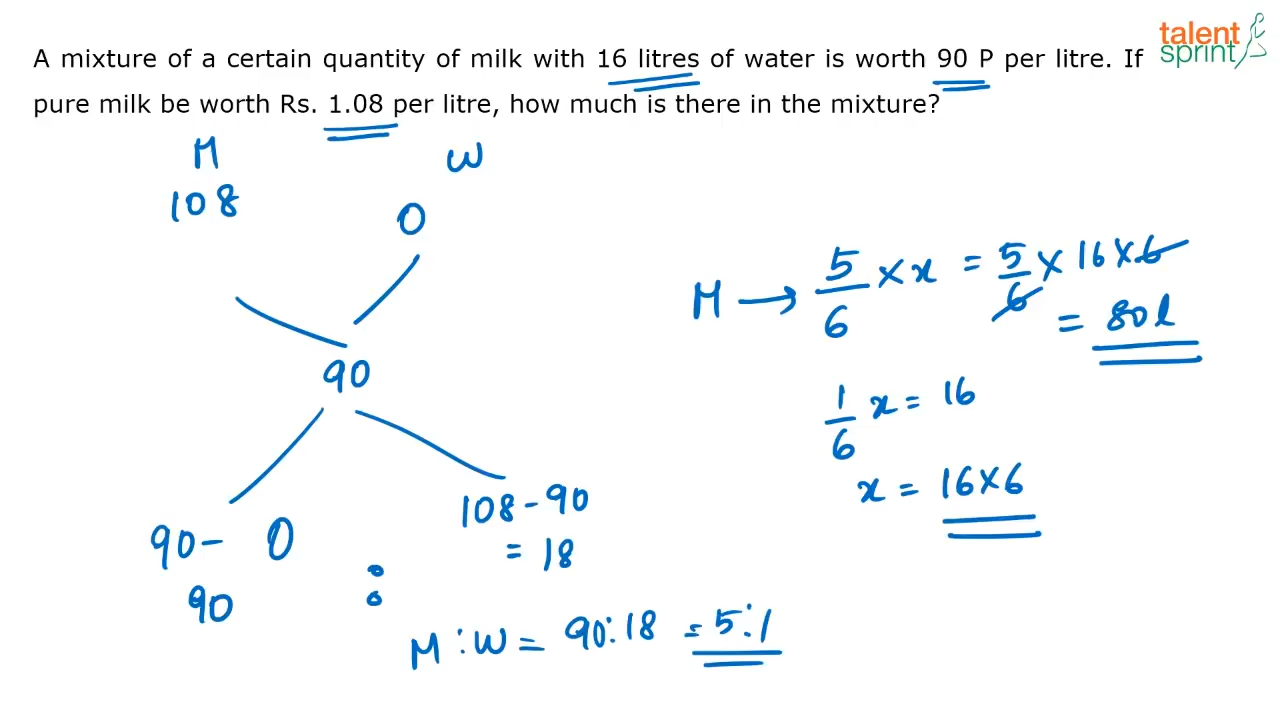 talent
sprint
A mixture of a certain quantity of milk with 16 litres of water is worth 90 P per litre. If
pure milk be worth Rs. 1.08 per litre, how much is there in the mixture?
M W
108 0
90
90- 0 : 108-90
90 = 18
M:W = 90:18 = 5:1
M → 5/6 × x = 5/6 × 16 × 6
= 80l
1/6 x = 16
x = 16×6